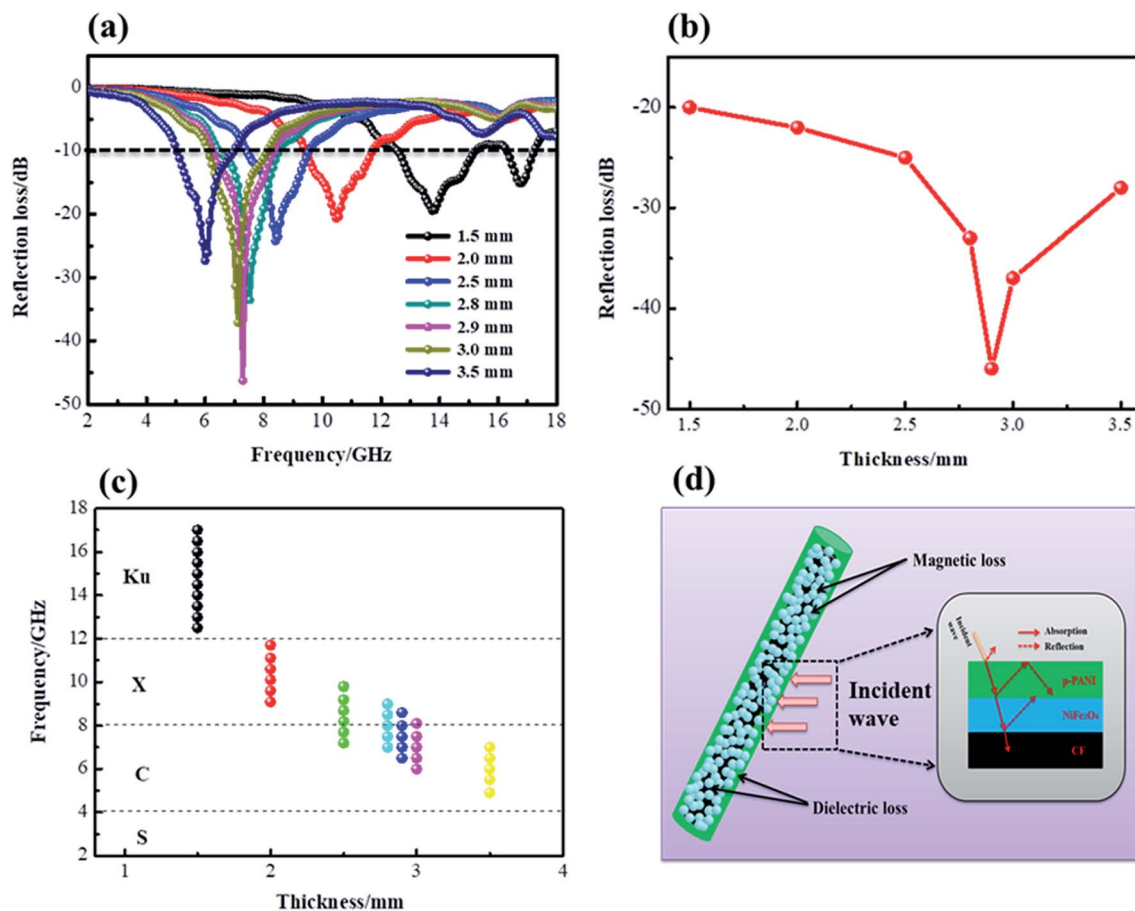 (a)
(b)
0
-10
-20
-30
-40
-50
Reflection loss/dB
1.5 mm
2.0 mm
2.5 mm
2.8 mm
2.9 mm
3.0 mm
3.5 mm
2 4 6 8 10 12 14 16 18
Frequency/GHz
-20
-30
-40
-50
Reflection loss/dB
1.5 2.0 2.5 3.0 3.5
Thickness/mm
(c)
(d)
18
16
14
12
10
8
6
4
2
Frequency/GHz
Ku
X
C
S
1 2 3 4
Thickness/mm
Magnetic loss
Incident
wave
Dielectric loss
Incident
wave
Absorption
Reflection
p-PANI
NiFe₂O₄
CF